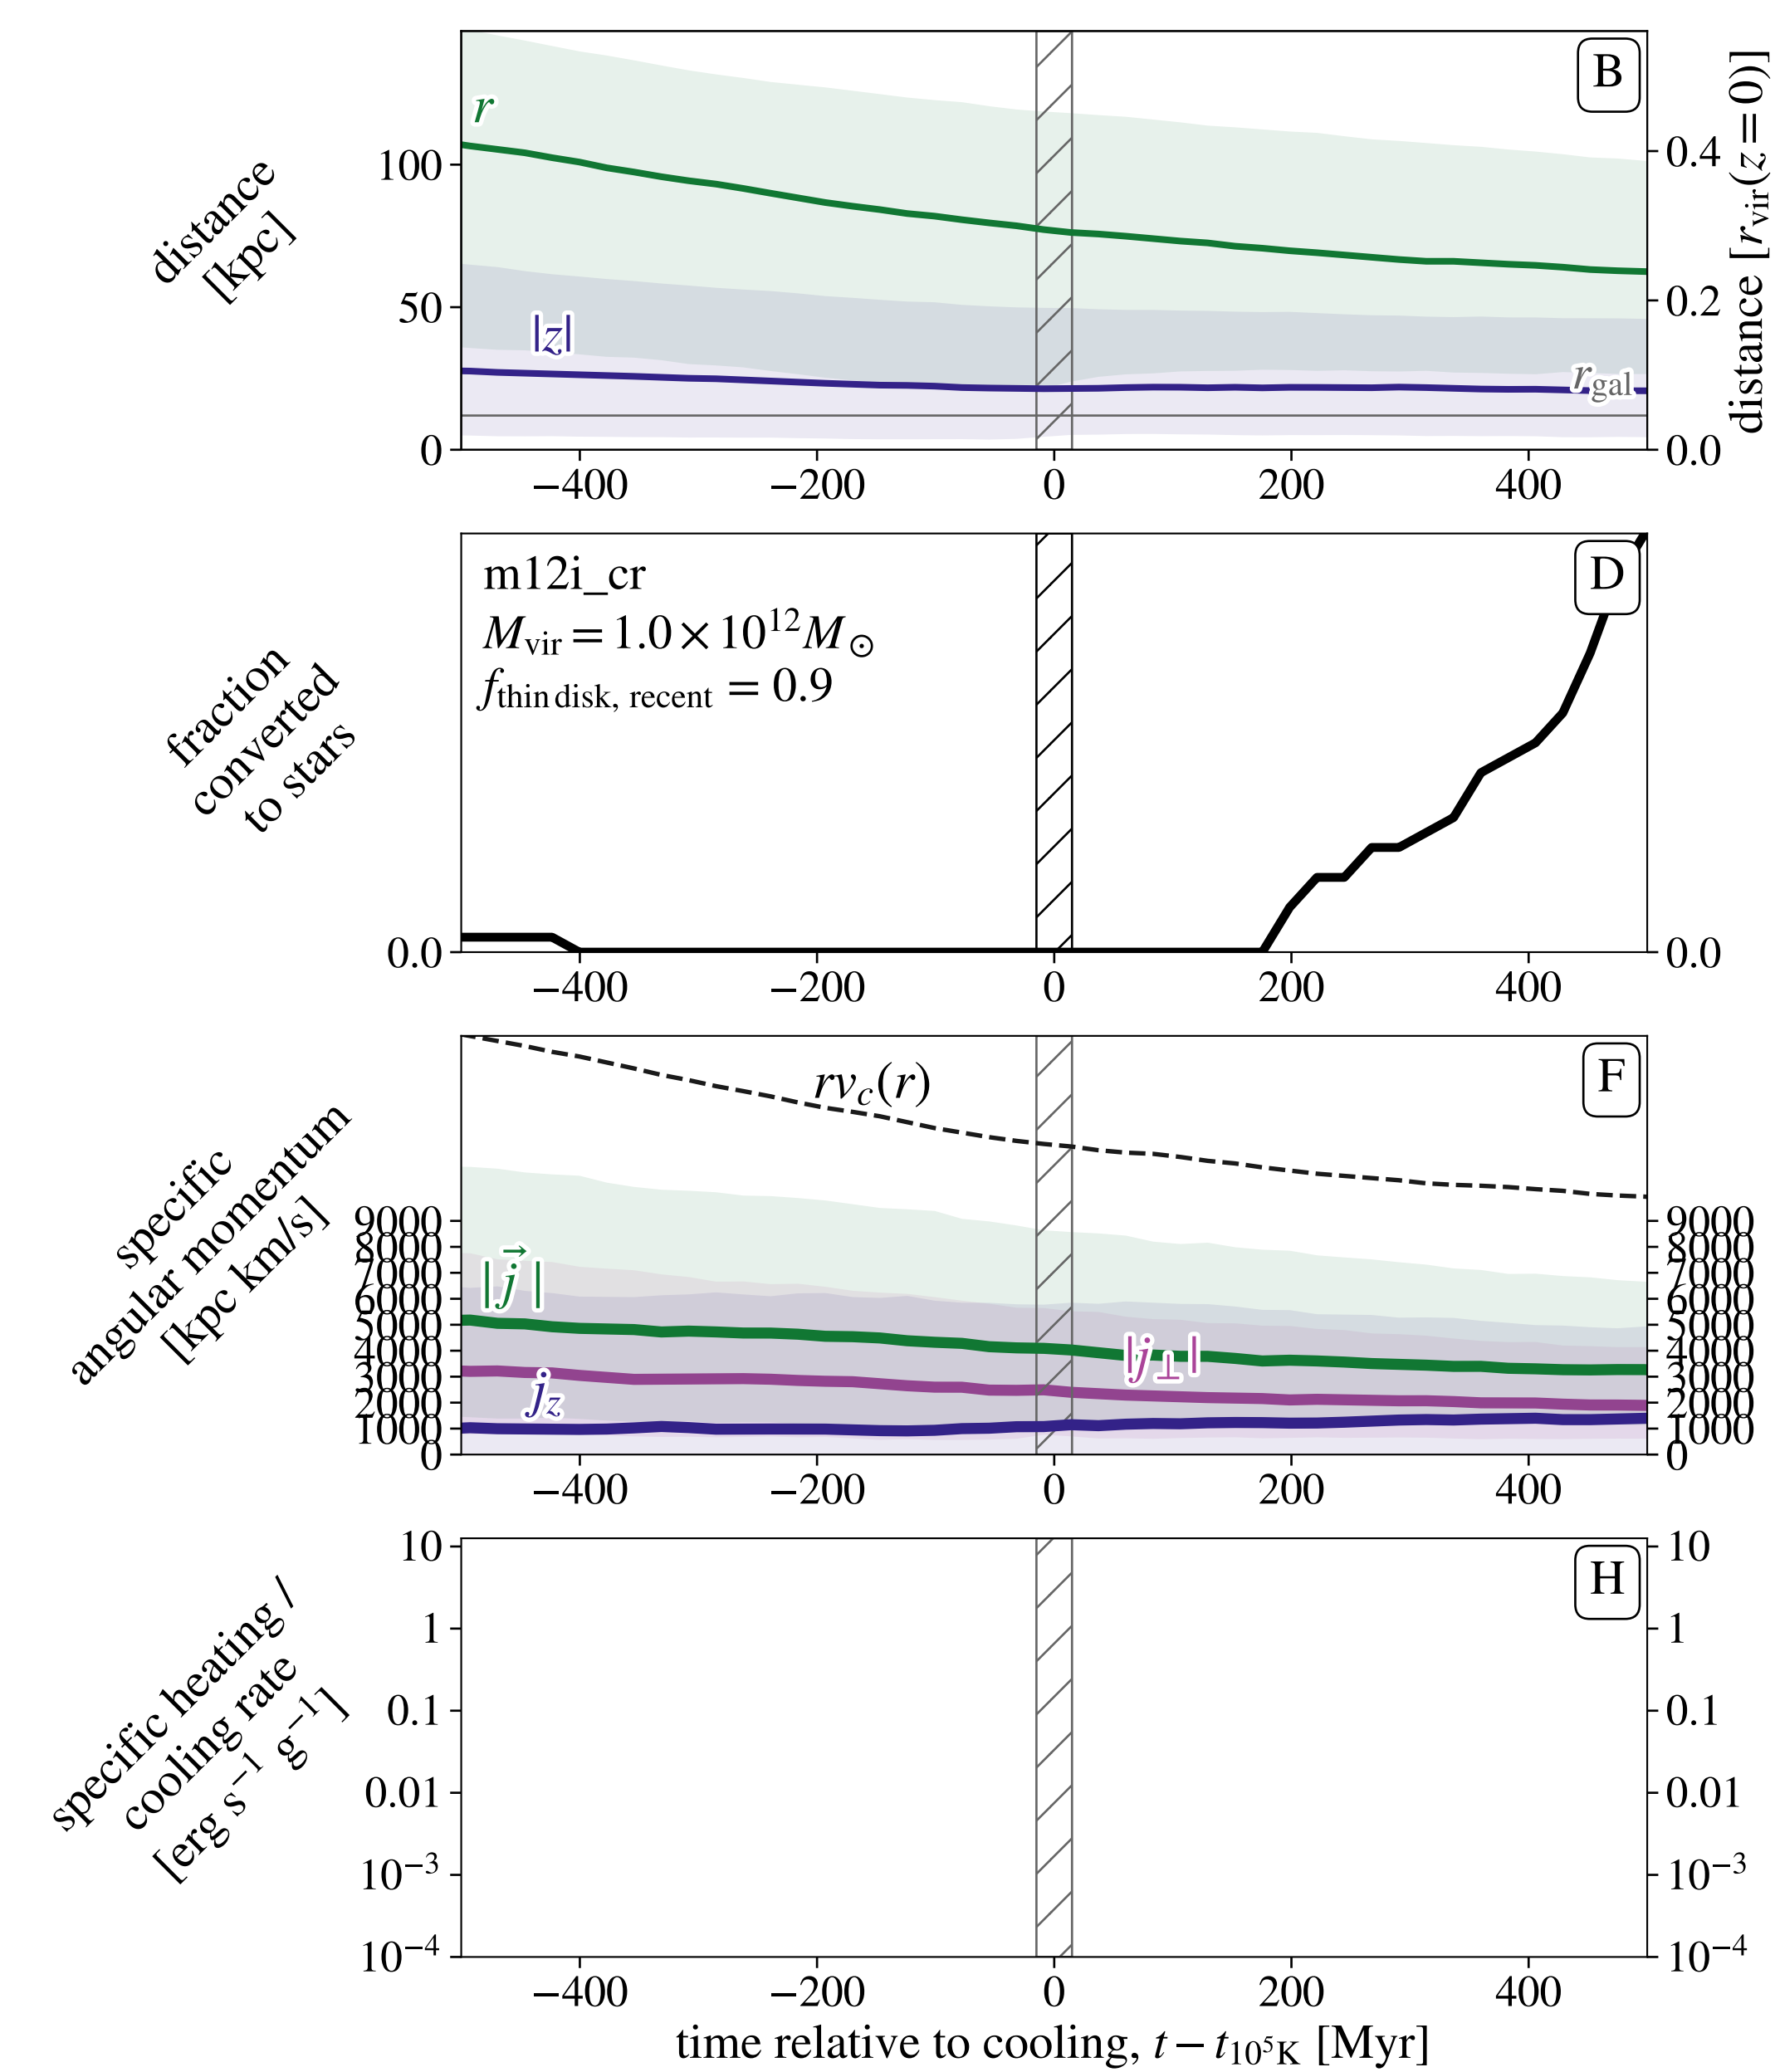 B
r
|z|
r_gal
100
50
0
0.4
0.2
0.0
−400 −200 0 200 400
distance
[kpc]
distance [r_vir(z=0)]
D
m12i_cr
M_vir = 1.0 × 10¹² M_⊙
f_thin disk, recent = 0.9
0.0
0.0
−400 −200 0 200 400
fraction
converted
to stars
F
rv_c(r)
|j⃗|
|j_⊥|
j_z
9000
8000
7000
6000
5000
4000
3000
2000
1000
0
9000
8000
7000
6000
5000
4000
3000
2000
1000
0
−400 −200 0 200 400
specific
angular momentum
[kpc km/s]
H
10
1
0.1
0.01
10⁻³
10⁻⁴
10
1
0.1
0.01
10⁻³
10⁻⁴
−400 −200 0 200 400
specific heating /
cooling rate
[erg s⁻¹ g⁻¹]
time relative to cooling, t − t_10⁵K [Myr]